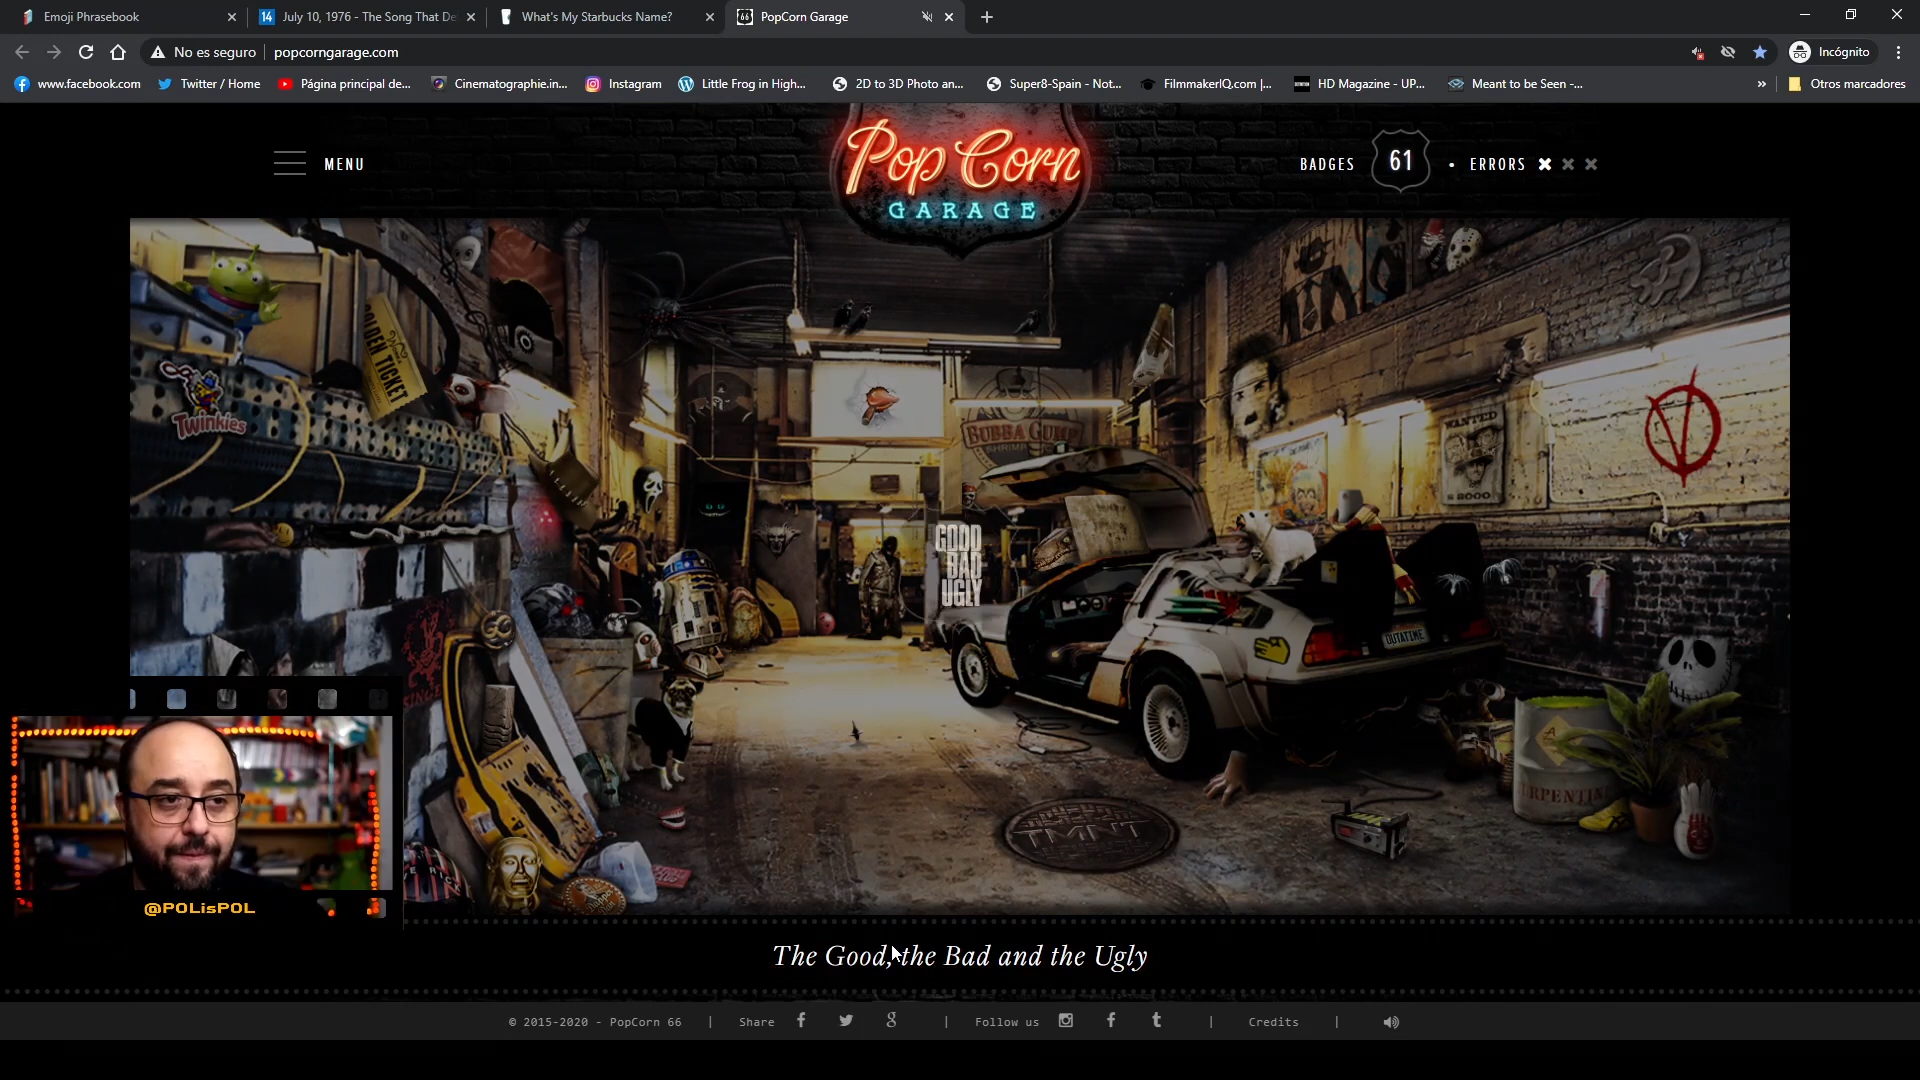 Emoji Phrasebook
July 10, 1976 - The Song That De
What's My Starbucks Name?
PopCorn Garage
No es seguro
popcorngarage.com
Incógnito
www.facebook.com
Twitter / Home
Página principal de...
Cinematographie.in...
Instagram
Little Frog in High...
2D to 3D Photo an...
Super8-Spain - Not...
FilmmakerIQ.com |...
HD Magazine - UP...
Meant to be Seen -...
»
Otros marcadores
MENU
Pop Corn
GARAGE
BADGES 61 • ERRORS
GOLDEN TICKET
Twinkies
BUBBA GUMP
SHRIMP
WANTED
$ 2000
V
GOOD
BAD
UGLY
OUTATIME
TMNT
@POLisPOL
The Good, the Bad and the Ugly
© 2015-2020 - PopCorn 66 | Share | Follow us | Credits |